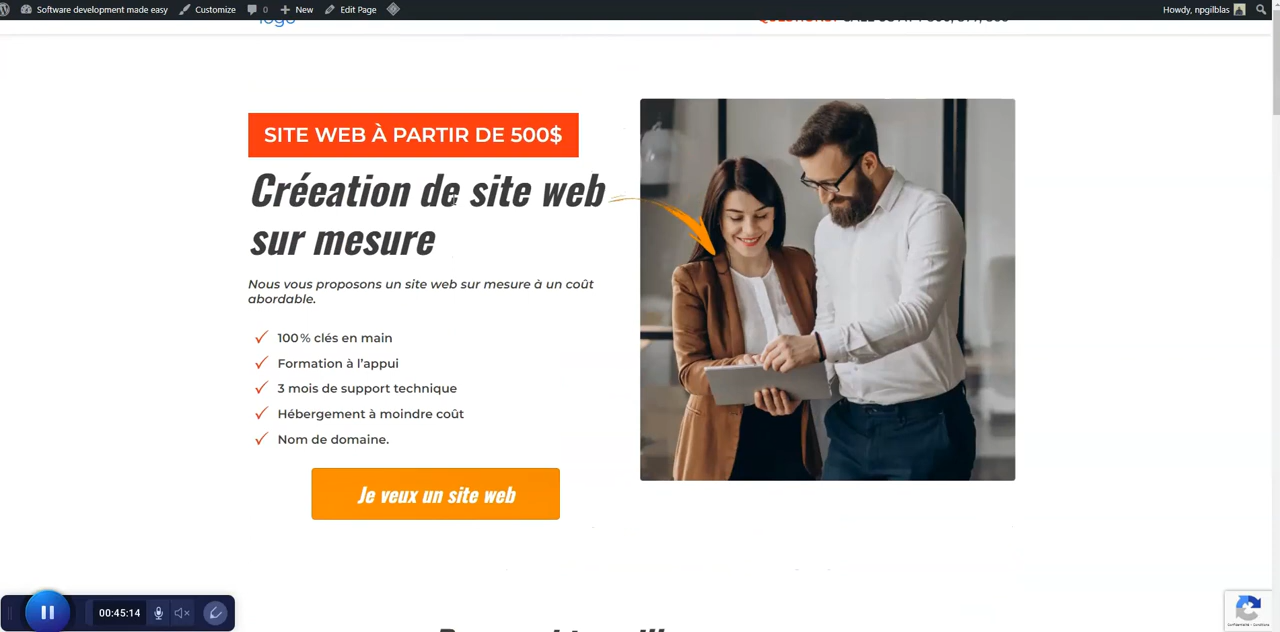 Software development made easy Customize 0 New Edit Page Howdy, npgilblas
logo
SITE WEB À PARTIR DE 500$
Crééation de site web
sur mesure
Nous vous proposons un site web sur mesure à un coût
abordable.
100% clés en main
Formation à l'appui
3 mois de support technique
Hébergement à moindre coût
Nom de domaine.
Je veux un site web
00:45:14